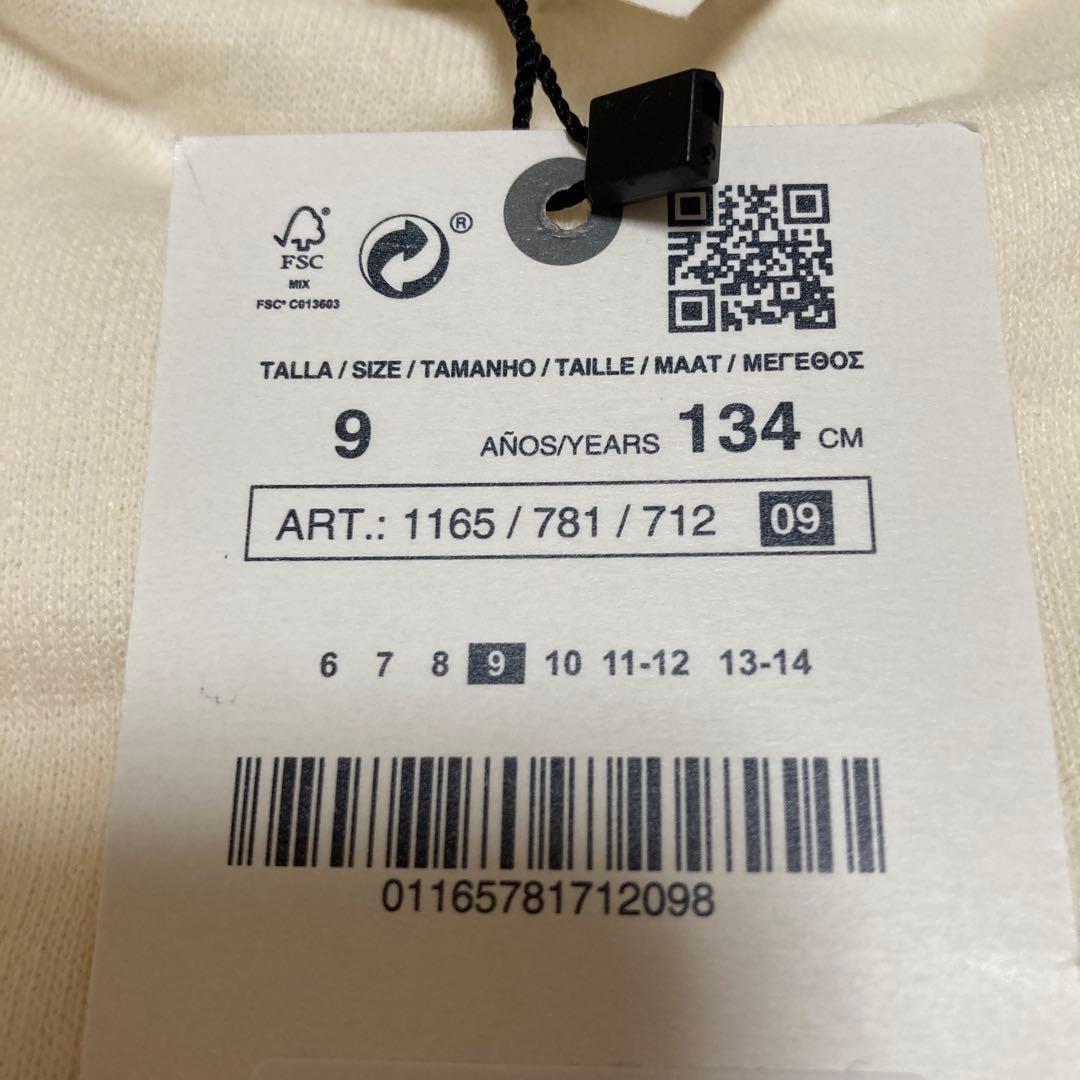 FSC®
MIX
FSC® C013603
®
TALLA / SIZE / TAMANHO / TAILLE / MAAT / ΜΕΓΕΘΟΣ
9 AÑOS/YEARS 134 CM
ART.: 1165 / 781 / 712 09
6 7 8 9 10 11-12 13-14
01165781712098